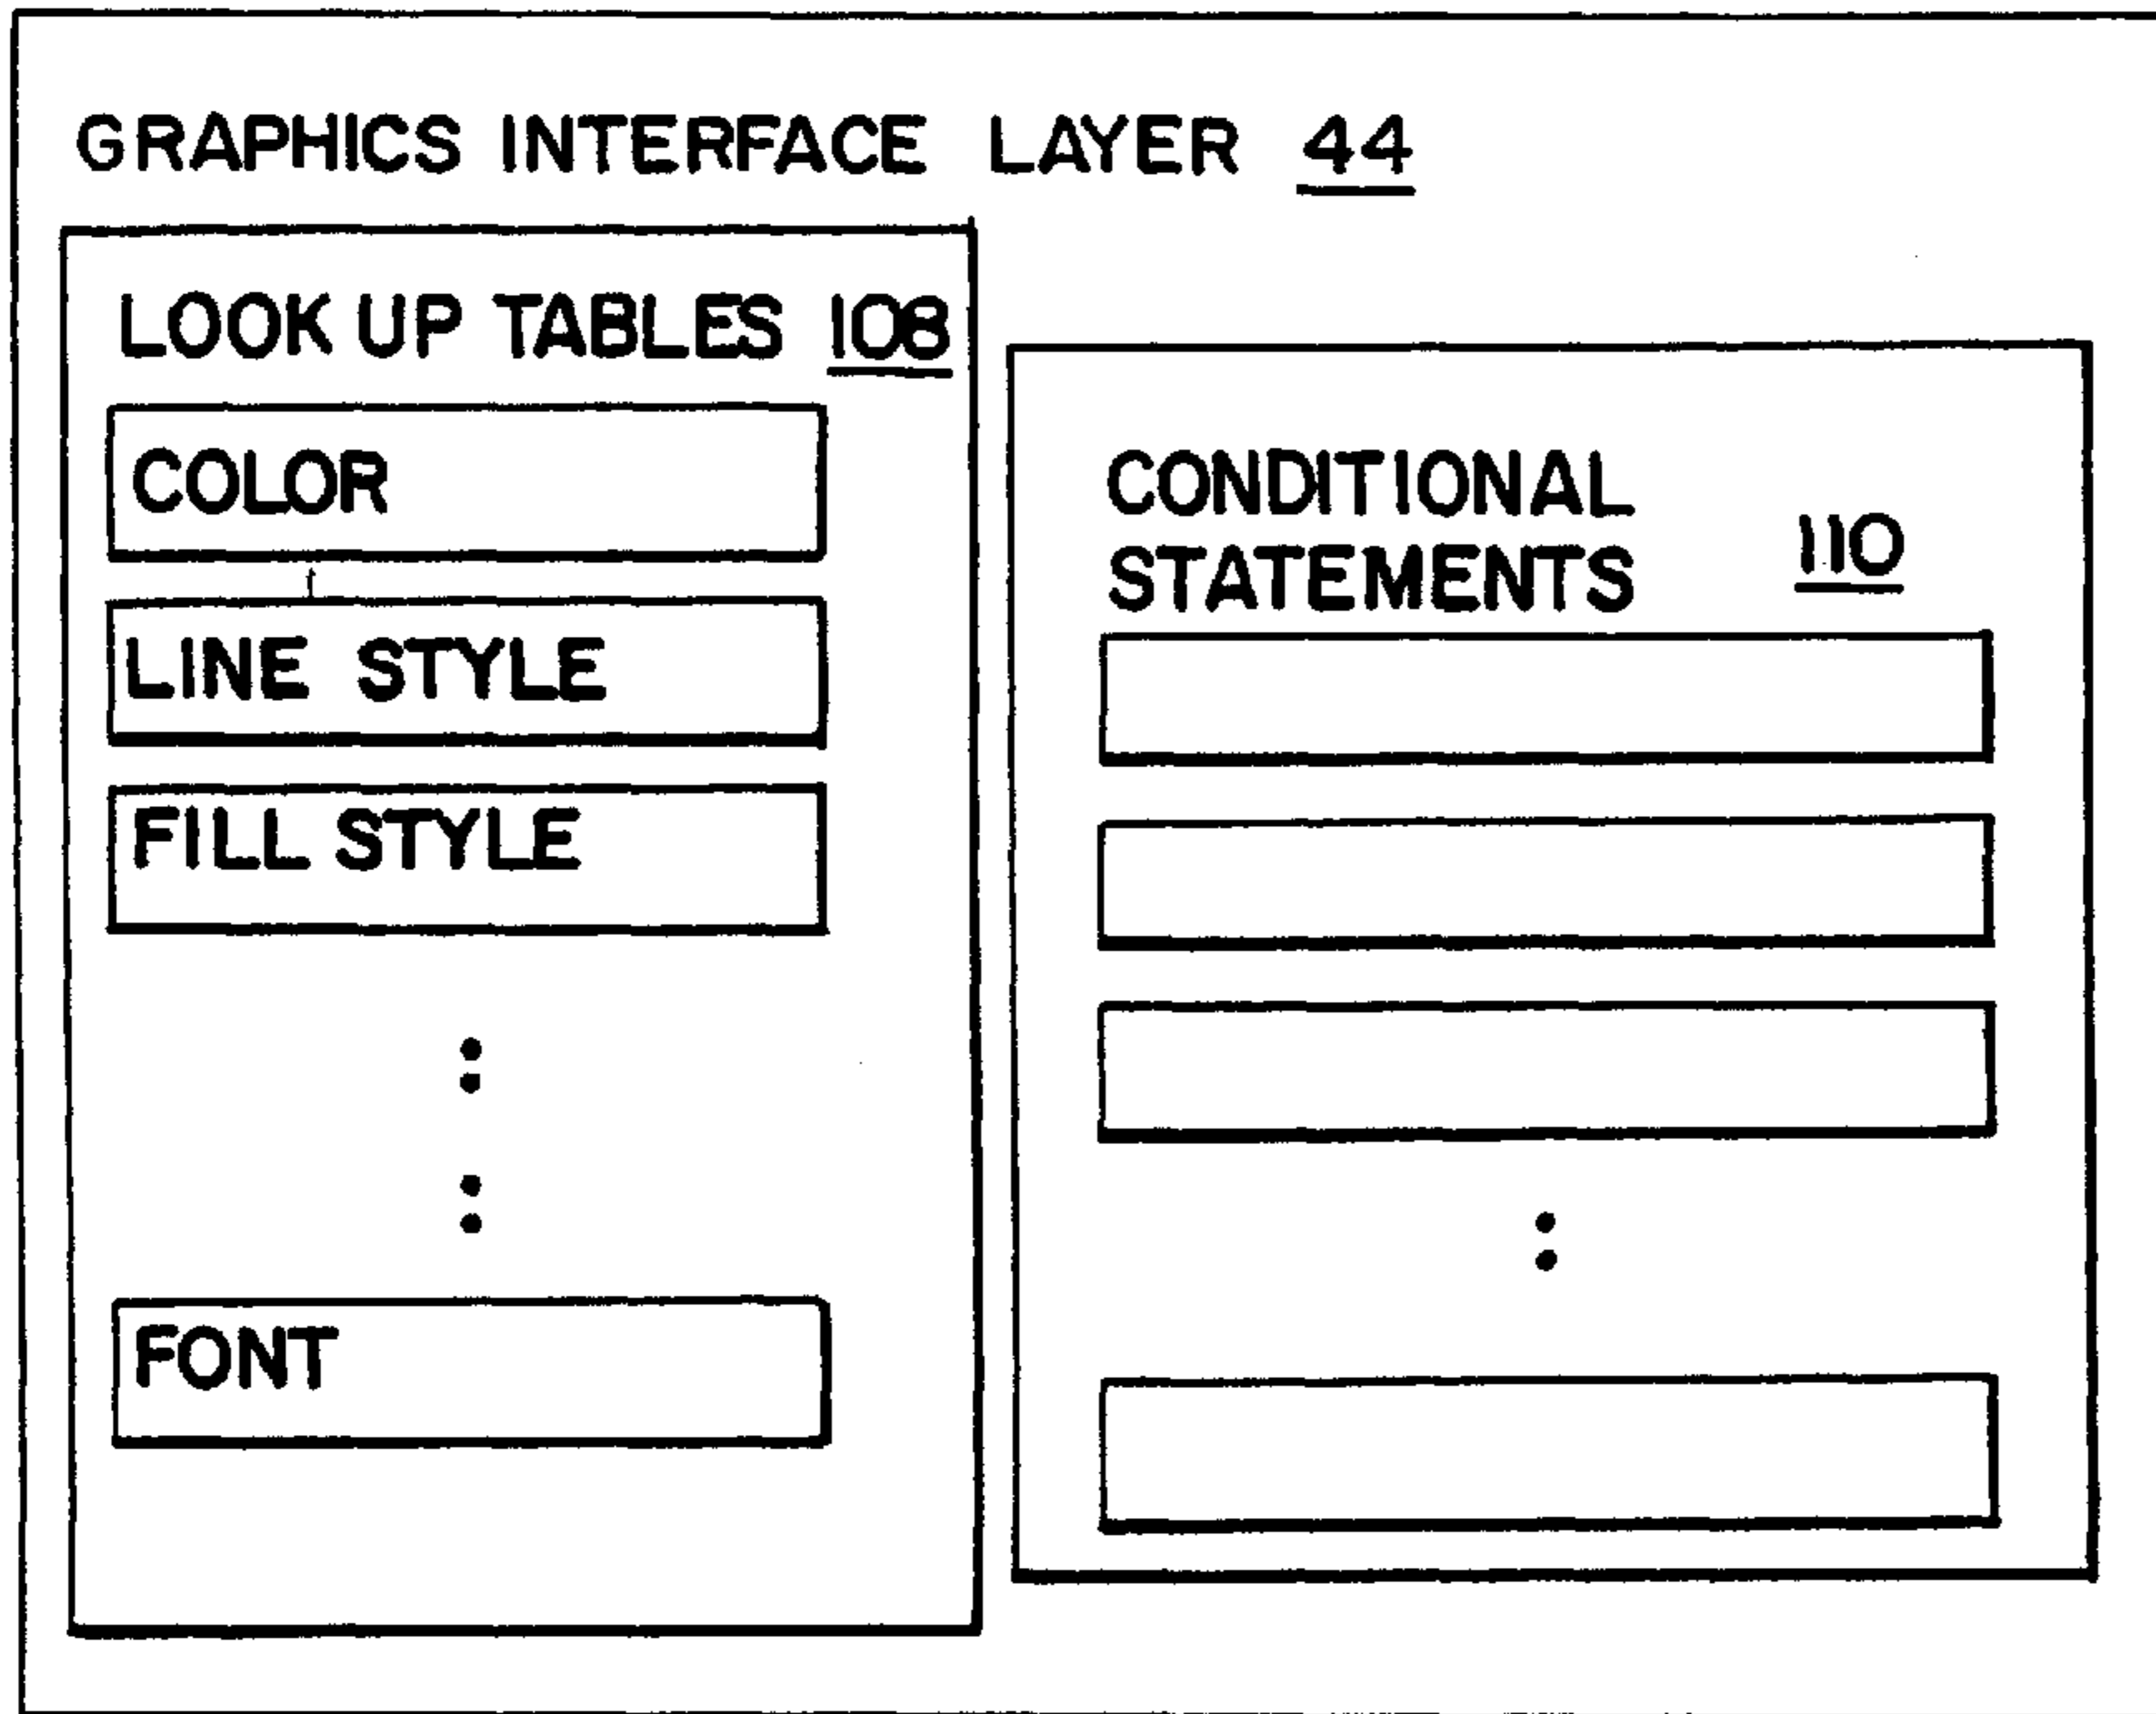 GRAPHICS INTERFACE LAYER 44
LOOK UP TABLES 108
COLOR
LINE STYLE
FILL STYLE
FONT
CONDITIONAL
STATEMENTS 110